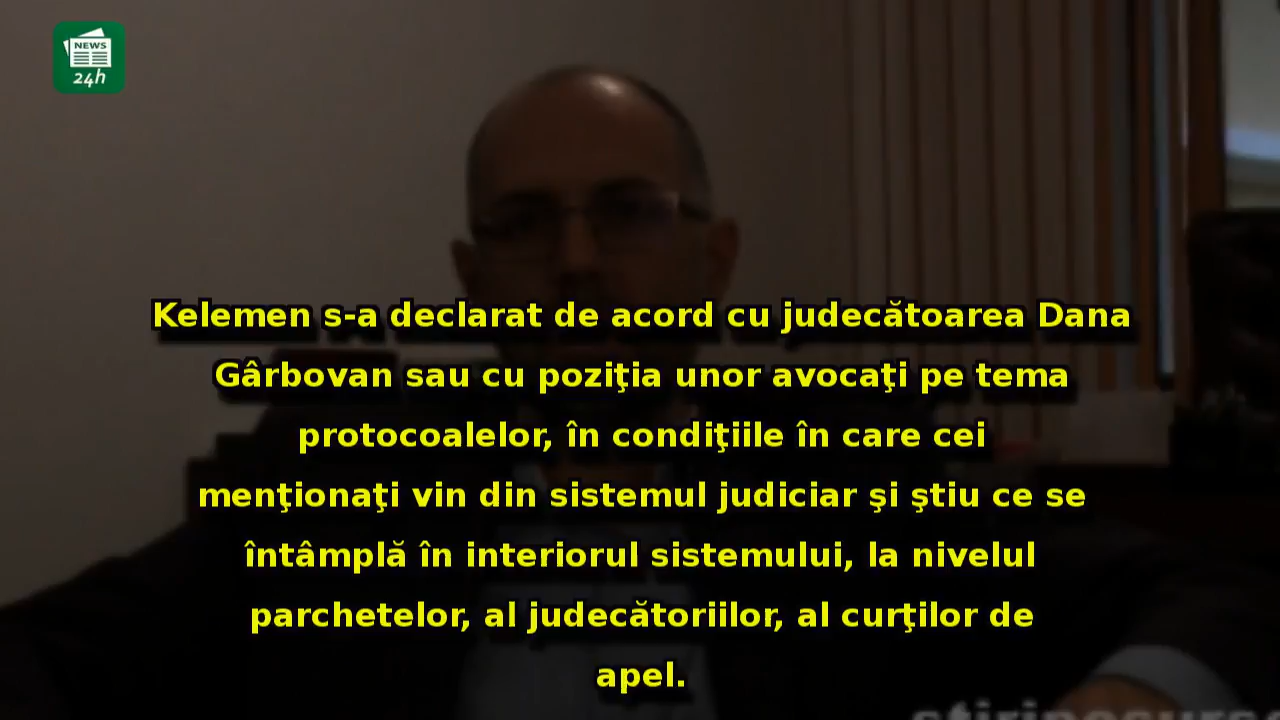 NEWS
24h
Kelemen s-a declarat de acord cu judecătoarea Dana
Gârbovan sau cu poziţia unor avocaţi pe tema
protocoalelor, în condiţiile în care cei
menţionaţi vin din sistemul judiciar şi ştiu ce se
întâmplă în interiorul sistemului, la nivelul
parchetelor, al judecătoriilor, al curţilor de
apel.